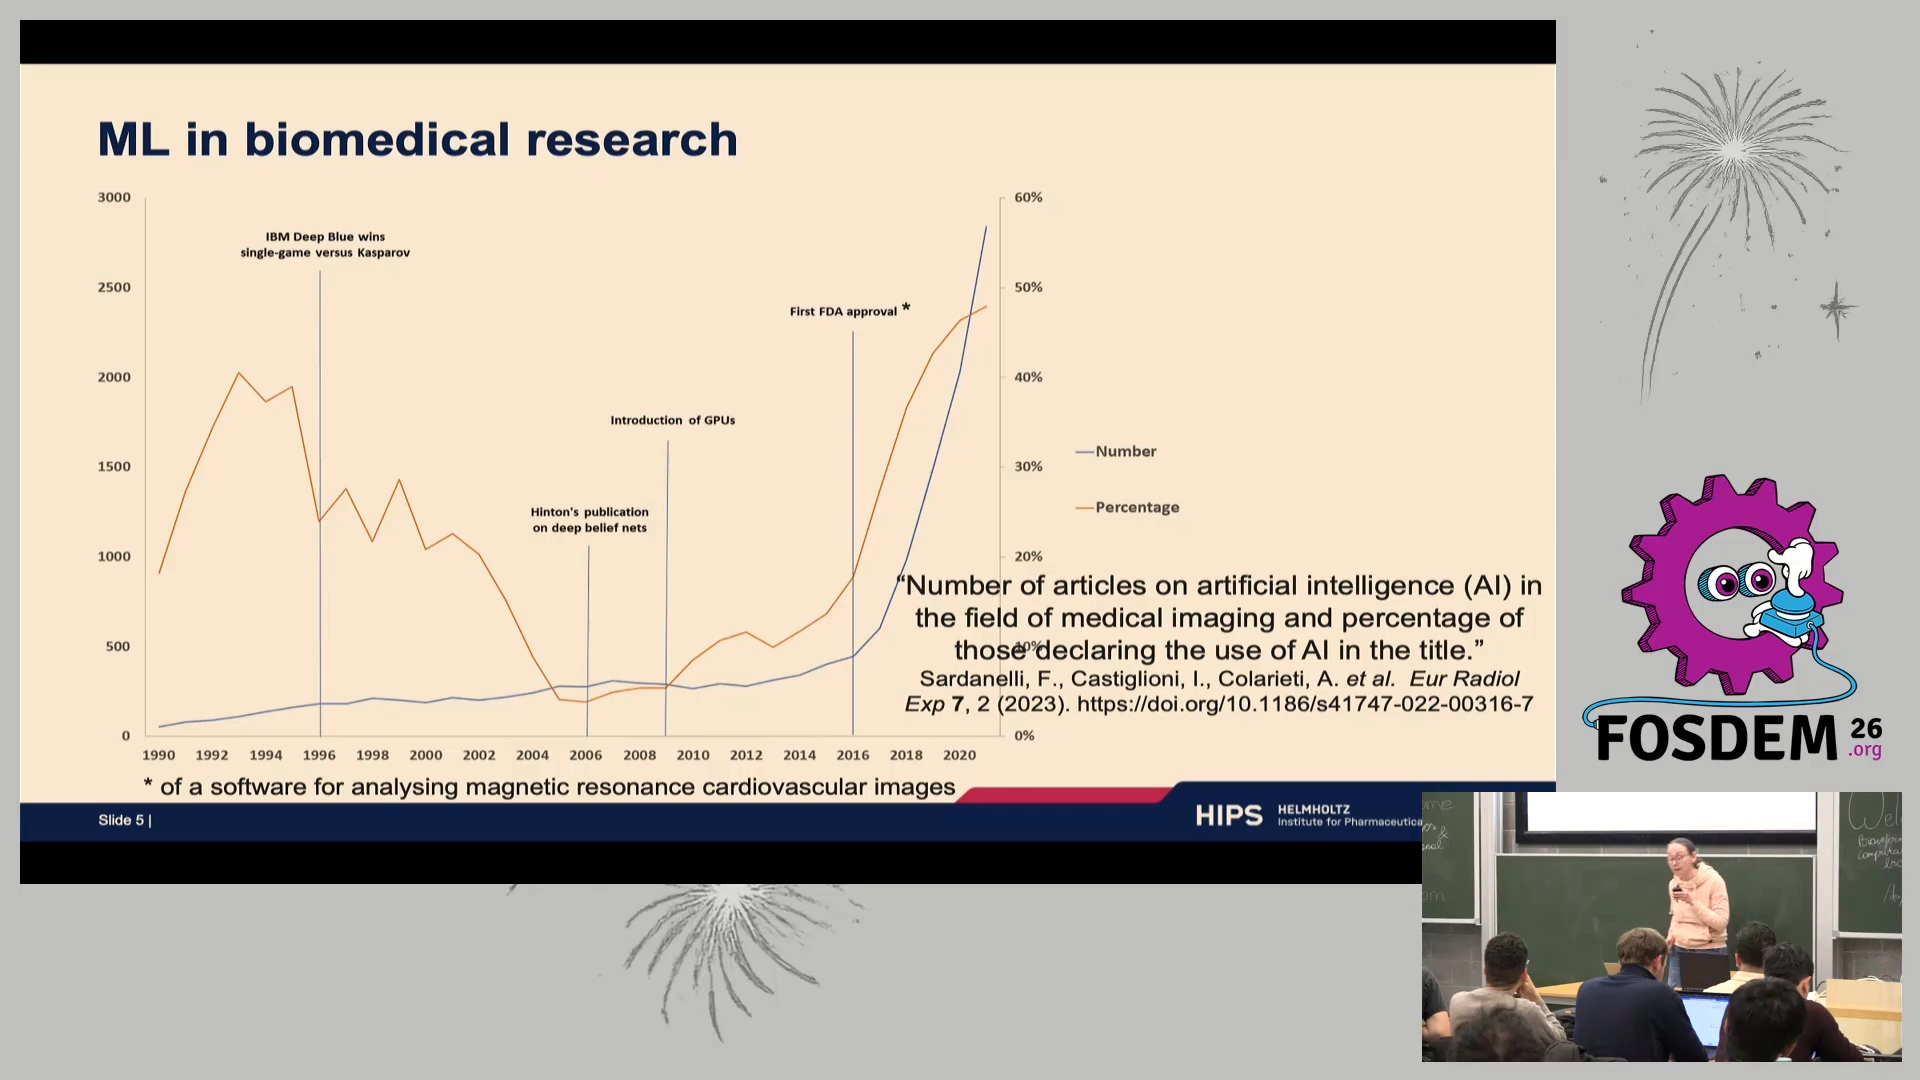 ML in biomedical research
3000
2500
2000
1500
1000
500
0
60%
50%
40%
30%
20%
10%
0%
IBM Deep Blue wins
single-game versus Kasparov
First FDA approval *
Introduction of GPUs
Hinton's publication
on deep belief nets
Number
Percentage
1990 1992 1994 1996 1998 2000 2002 2004 2006 2008 2010 2012 2014 2016 2018 2020
“Number of articles on artificial intelligence (AI) in
the field of medical imaging and percentage of
those declaring the use of AI in the title.”
Sardanelli, F., Castiglioni, I., Colarieti, A. et al. Eur Radiol
Exp 7, 2 (2023). https://doi.org/10.1186/s41747-022-00316-7
* of a software for analysing magnetic resonance cardiovascular images
Slide 5 |
HIPS
HELMHOLTZ
Institute for Pharmaceutica
FOSDEM 26
.org